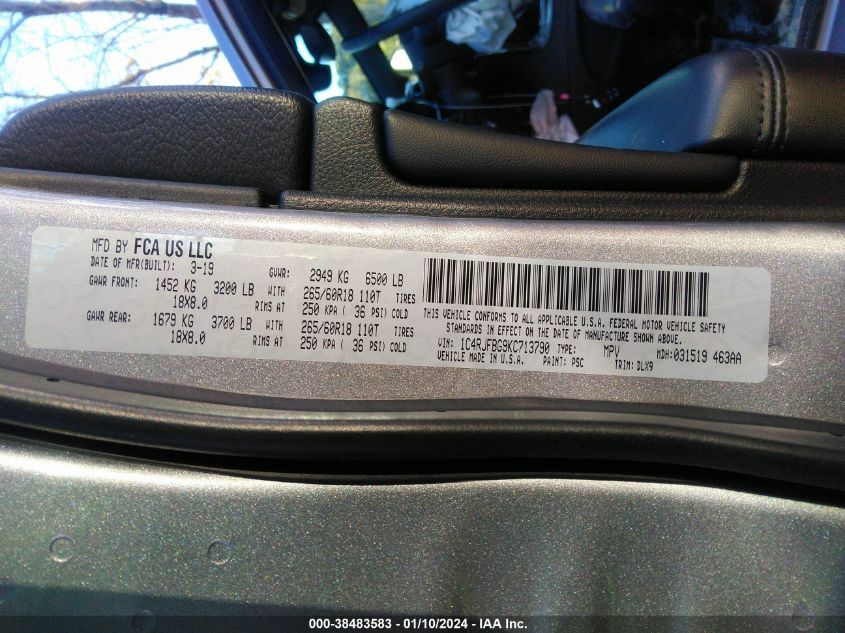 MFD BY FCA US LLC
DATE OF MFR(BUILT): 3-19 GVWR: 2949 KG 6500 LB
GAWR FRONT: 1452 KG 3200 LB WITH 265/60R18 110T TIRES
18X8.0 RIMS AT 250 KPA ( 36 PSI) COLD
GAWR REAR: 1679 KG 3700 LB WITH 265/60R18 110T TIRES
18X8.0 RIMS AT 250 KPA ( 36 PSI) COLD
THIS VEHICLE CONFORMS TO ALL APPLICABLE U.S.A. FEDERAL MOTOR VEHICLE SAFETY
STANDARDS IN EFFECT ON THE DATE OF MANUFACTURE SHOWN ABOVE.
VIN: 1C4RJFBG9KC713790 TYPE: MPV MDH:031519 463AA
VEHICLE MADE IN U.S.A. PAINT: PSC TRIM: DLX9
000-38483583 / 01/10/2024 - IAA Inc.